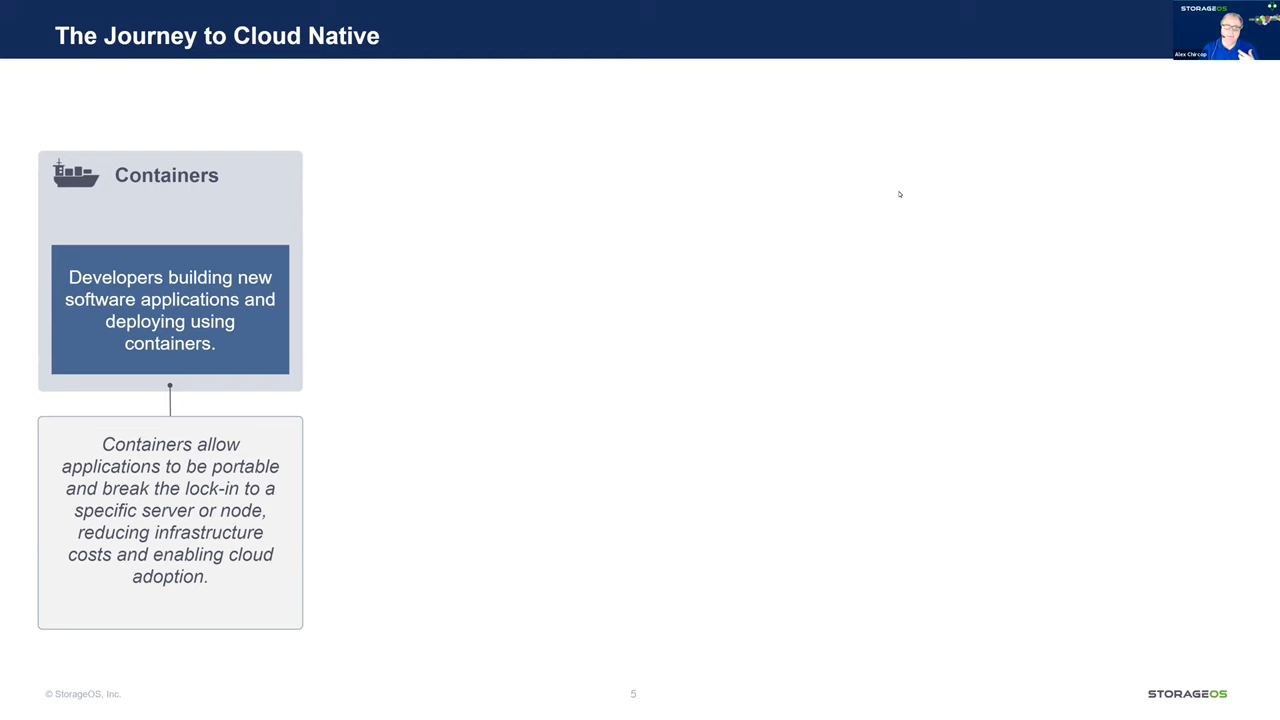 The Journey to Cloud Native
STORAGEOS
Alex Chircop
Containers
Developers building new
software applications and
deploying using
containers.
Containers allow
applications to be portable
and break the lock-in to a
specific server or node,
reducing infrastructure
costs and enabling cloud
adoption.
© StorageOS, Inc.
5
STORAGEOS